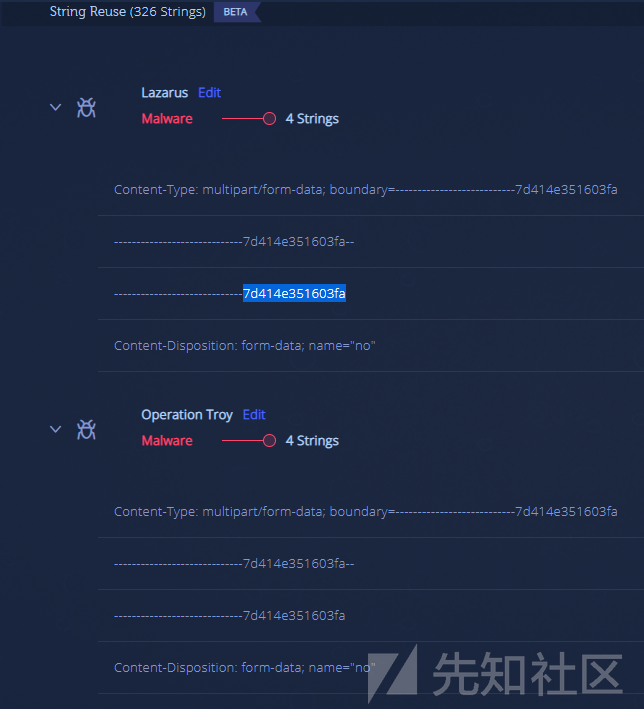 String Reuse (326 Strings) BETA
Lazarus Edit
Malware 4 Strings
Content-Type: multipart/form-data; boundary=---------------------------7d414e351603fa
-----------------------------7d414e351603fa--
-----------------------------7d414e351603fa
Content-Disposition: form-data; name="no"
Operation Troy Edit
Malware 4 Strings
Content-Type: multipart/form-data; boundary=---------------------------7d414e351603fa
-----------------------------7d414e351603fa--
-----------------------------7d414e351603fa
Content-Disposition: form-data; name="no"
先知社区